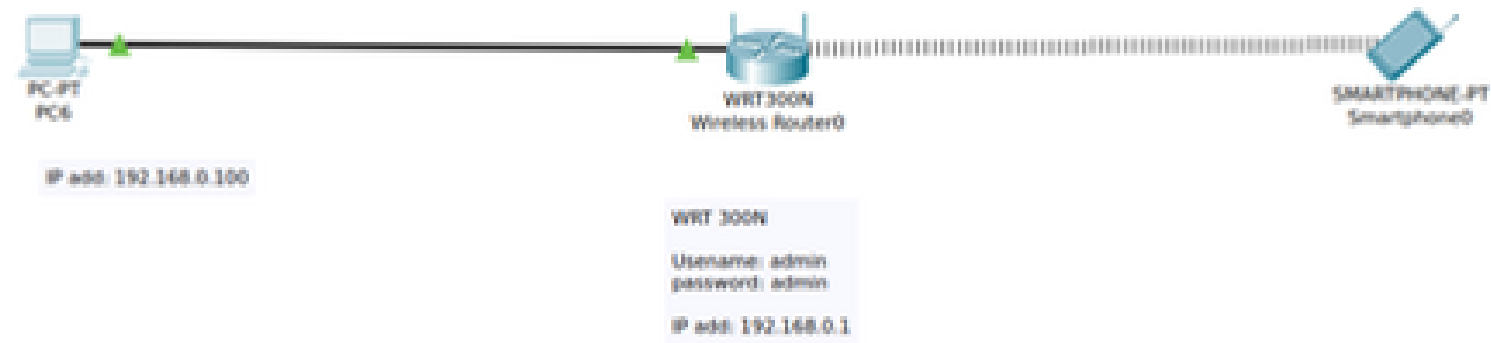 PC-PT
PC6
WRT300N
Wireless Router0
SMARTPHONE-PT
Smartphone0
IP add: 192.168.0.100
WRT 300N
Usename: admin
password: admin
IP add: 192.168.0.1